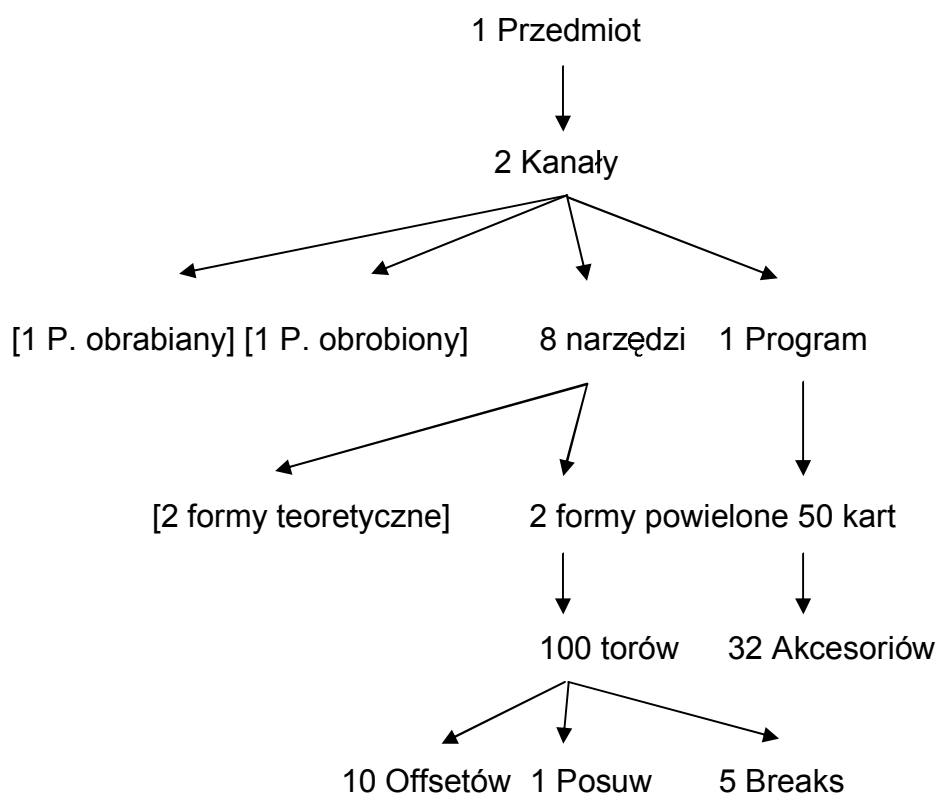 1 Przedmiot
2 Kanały
[1 P. obrabiany] [1 P. obrobiony] 8 narzędzi 1 Program
[2 formy teoretyczne] 2 formy powielone 50 kart
100 torów 32 Akcesoriów
10 Offsetów 1 Posuw 5 Breaks